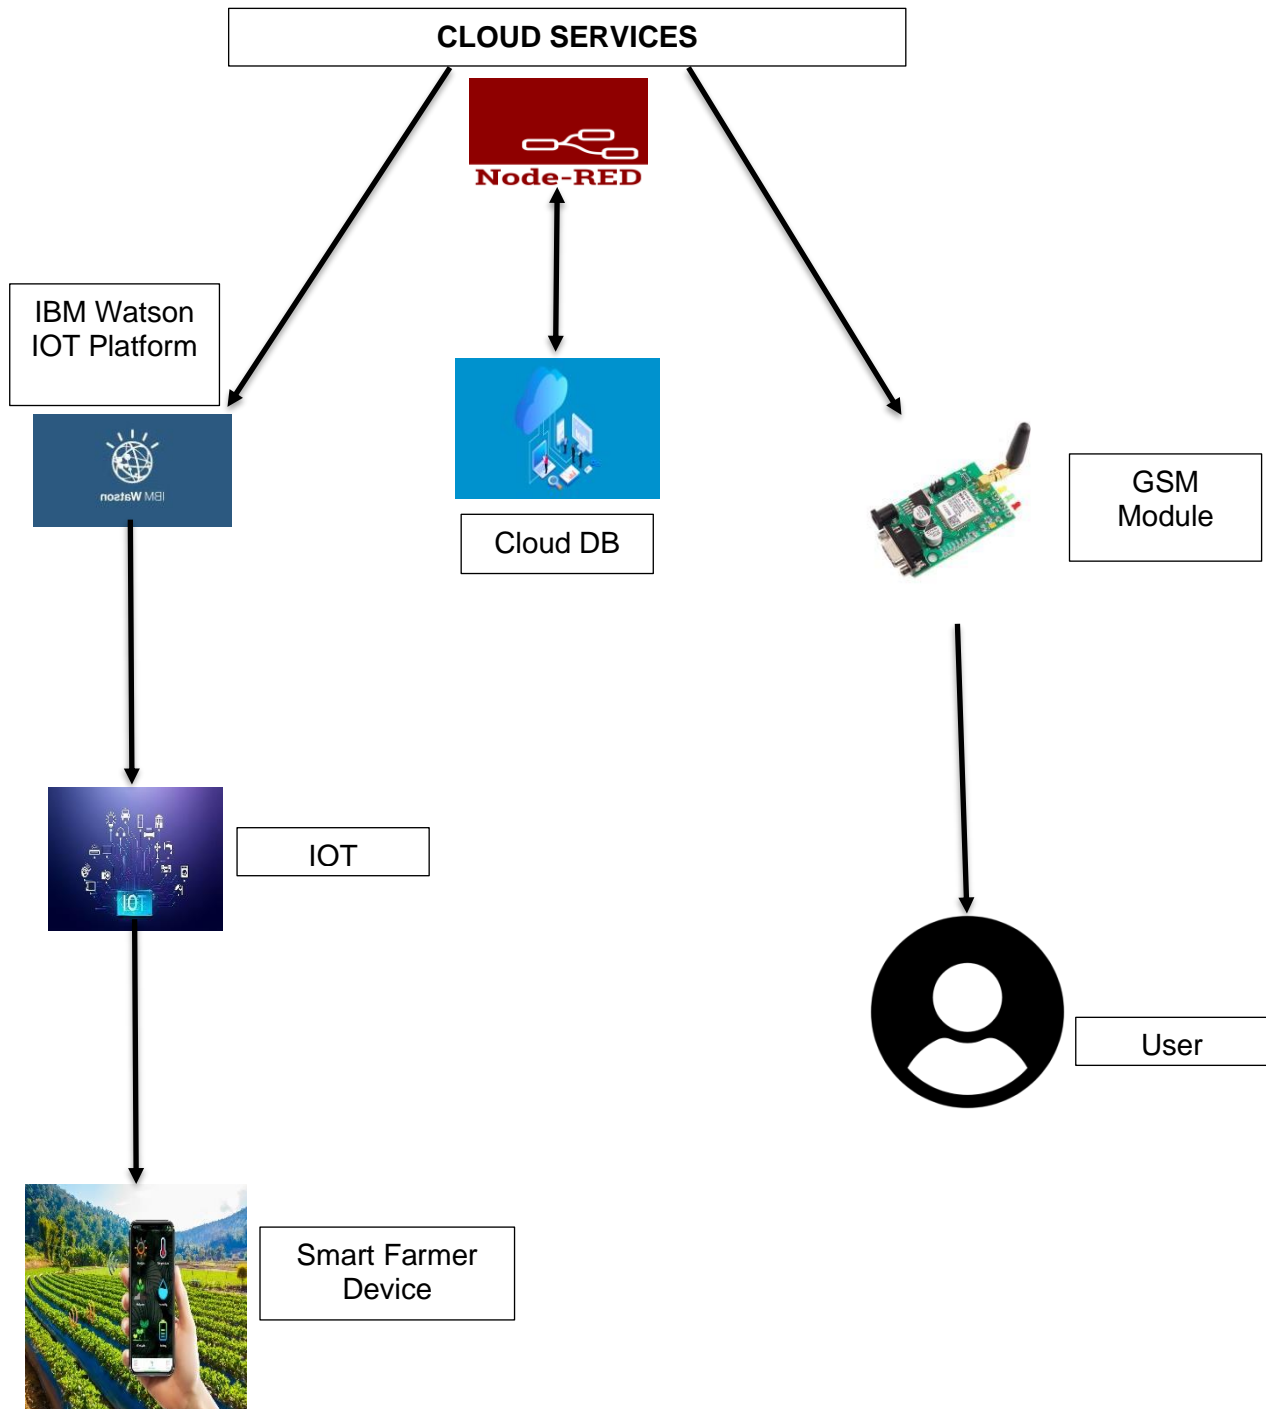 CLOUD SERVICES
Node-RED
IBM Watson
IOT Platform
IBM Watson
Cloud DB
GSM
Module
IOT
IOT
User
Smart Farmer
Device